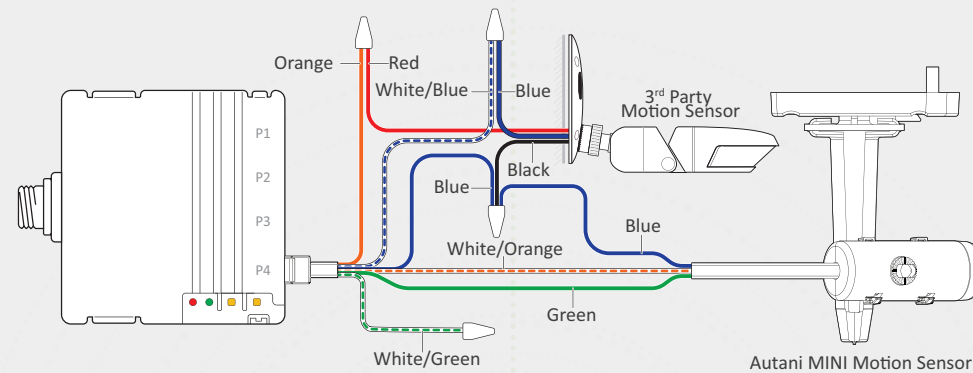 Orange
Red
White/Blue
Blue
3rd Party
Motion Sensor
P1
P2
P3
P4
Black
Blue
Blue
White/Orange
Green
White/Green
Autani MINI Motion Sensor